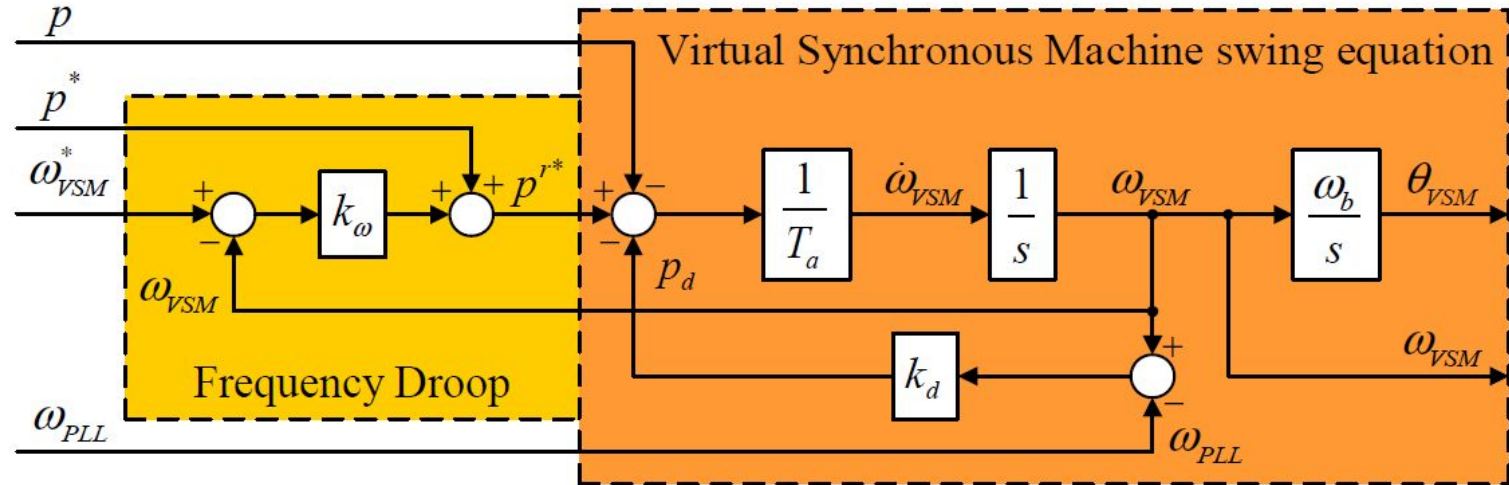 p
Virtual Synchronous Machine swing equation
p*
ω*VSM
+
−
kω
+
+
p^r*
+
−
−
1
Ta
ω̇VSM
1
s
ωVSM
ωb
s
θVSM
ωVSM
pd
Frequency Droop
kd
+
−
ωVSM
ωPLL
ωPLL